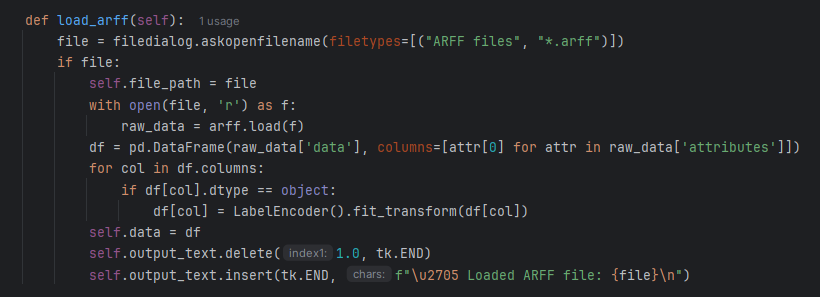 def load_arff(self):  1 usage
    file = filedialog.askopenfilename(filetypes=[("ARFF files", "*.arff")])
    if file:
        self.file_path = file
        with open(file, 'r') as f:
            raw_data = arff.load(f)
        df = pd.DataFrame(raw_data['data'], columns=[attr[0] for attr in raw_data['attributes']])
        for col in df.columns:
            if df[col].dtype == object:
                df[col] = LabelEncoder().fit_transform(df[col])
        self.data = df
        self.output_text.delete( index1: 1.0, tk.END)
        self.output_text.insert(tk.END,  chars: f"\u2705 Loaded ARFF file: {file}\n")